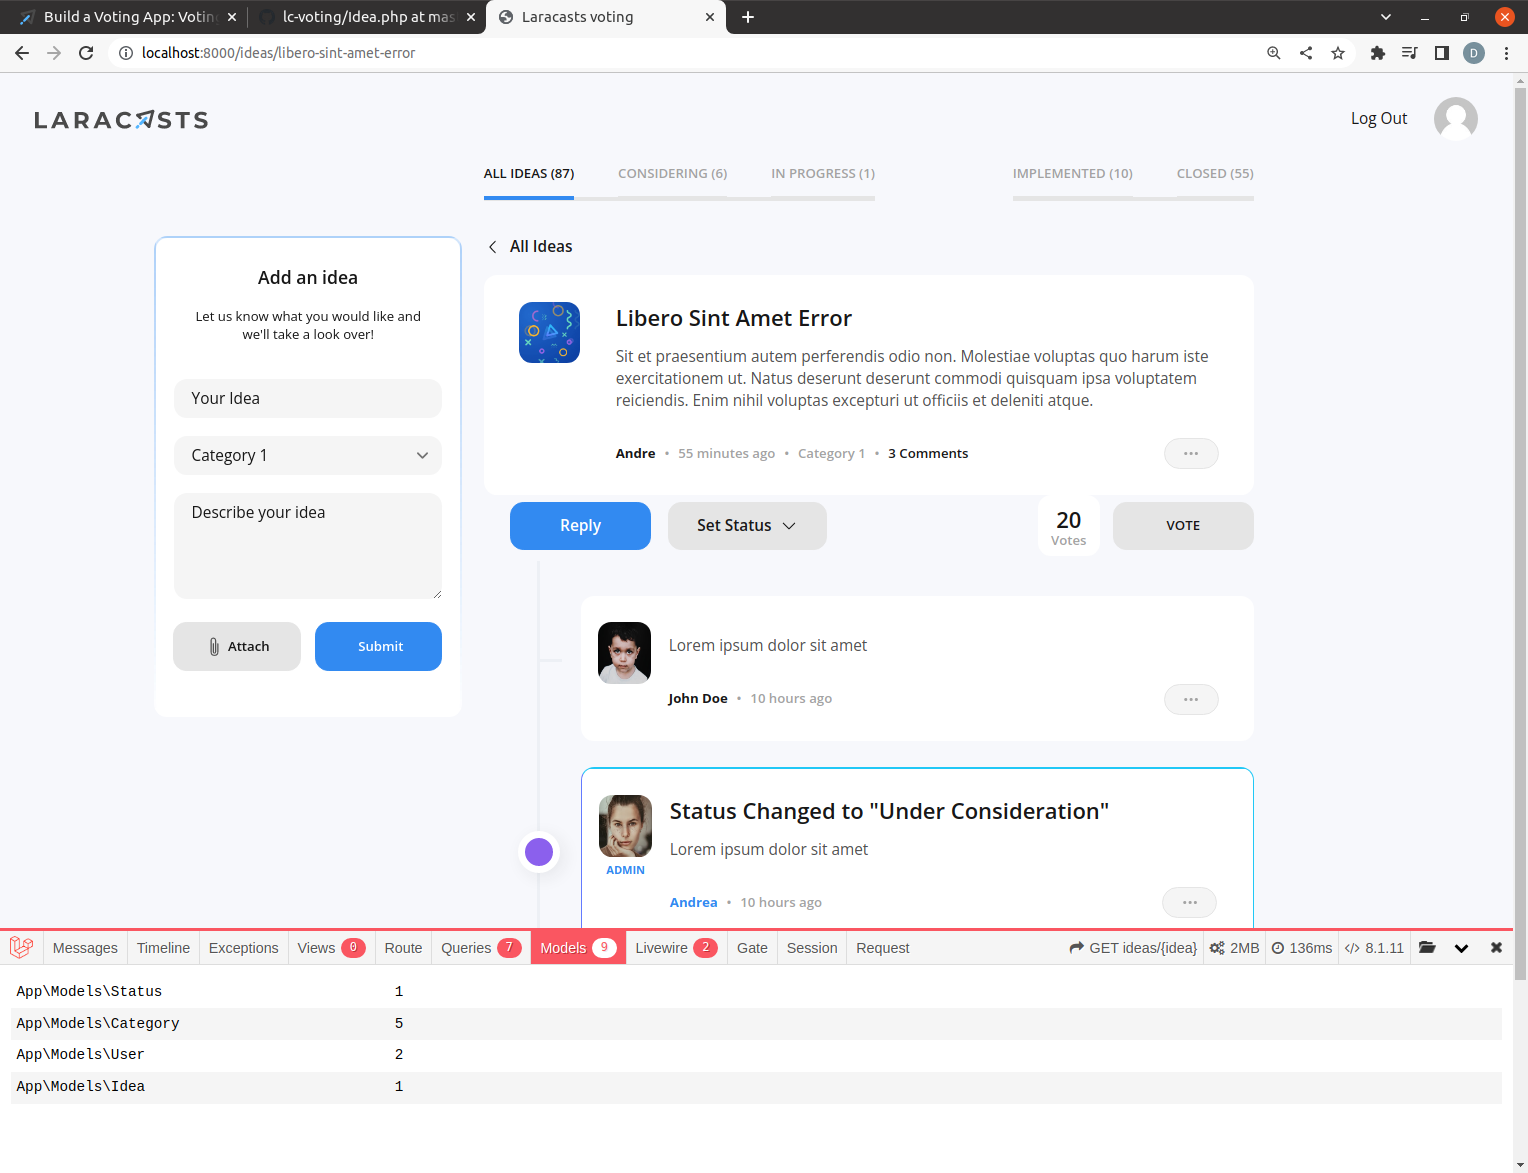 Build a Voting App: Voting
lc-voting/Idea.php at mas
Laracasts voting
localhost:8000/ideas/libero-sint-amet-error
D
LARACASTS
Log Out
ALL IDEAS (87)
CONSIDERING (6)
IN PROGRESS (1)
IMPLEMENTED (10)
CLOSED (55)
Add an idea
Let us know what you would like and
we'll take a look over!
Your Idea
Category 1
Describe your idea
Attach
Submit
All Ideas
Libero Sint Amet Error
Sit et praesentium autem perferendis odio non. Molestiae voluptas quo harum iste
exercitationem ut. Natus deserunt deserunt commodi quisquam ipsa voluptatem
reiciendis. Enim nihil voluptas excepturi ut officiis et deleniti atque.
Andre • 55 minutes ago • Category 1 • 3 Comments
Reply
Set Status
20
Votes
VOTE
Lorem ipsum dolor sit amet
John Doe • 10 hours ago
Status Changed to "Under Consideration"
Lorem ipsum dolor sit amet
ADMIN
Andrea • 10 hours ago
Messages
Timeline
Exceptions
Views 0
Route
Queries 7
Models 9
Livewire 2
Gate
Session
Request
GET ideas/{idea}
2MB
136ms
8.1.11
App\Models\Status 1
App\Models\Category 5
App\Models\User 2
App\Models\Idea 1